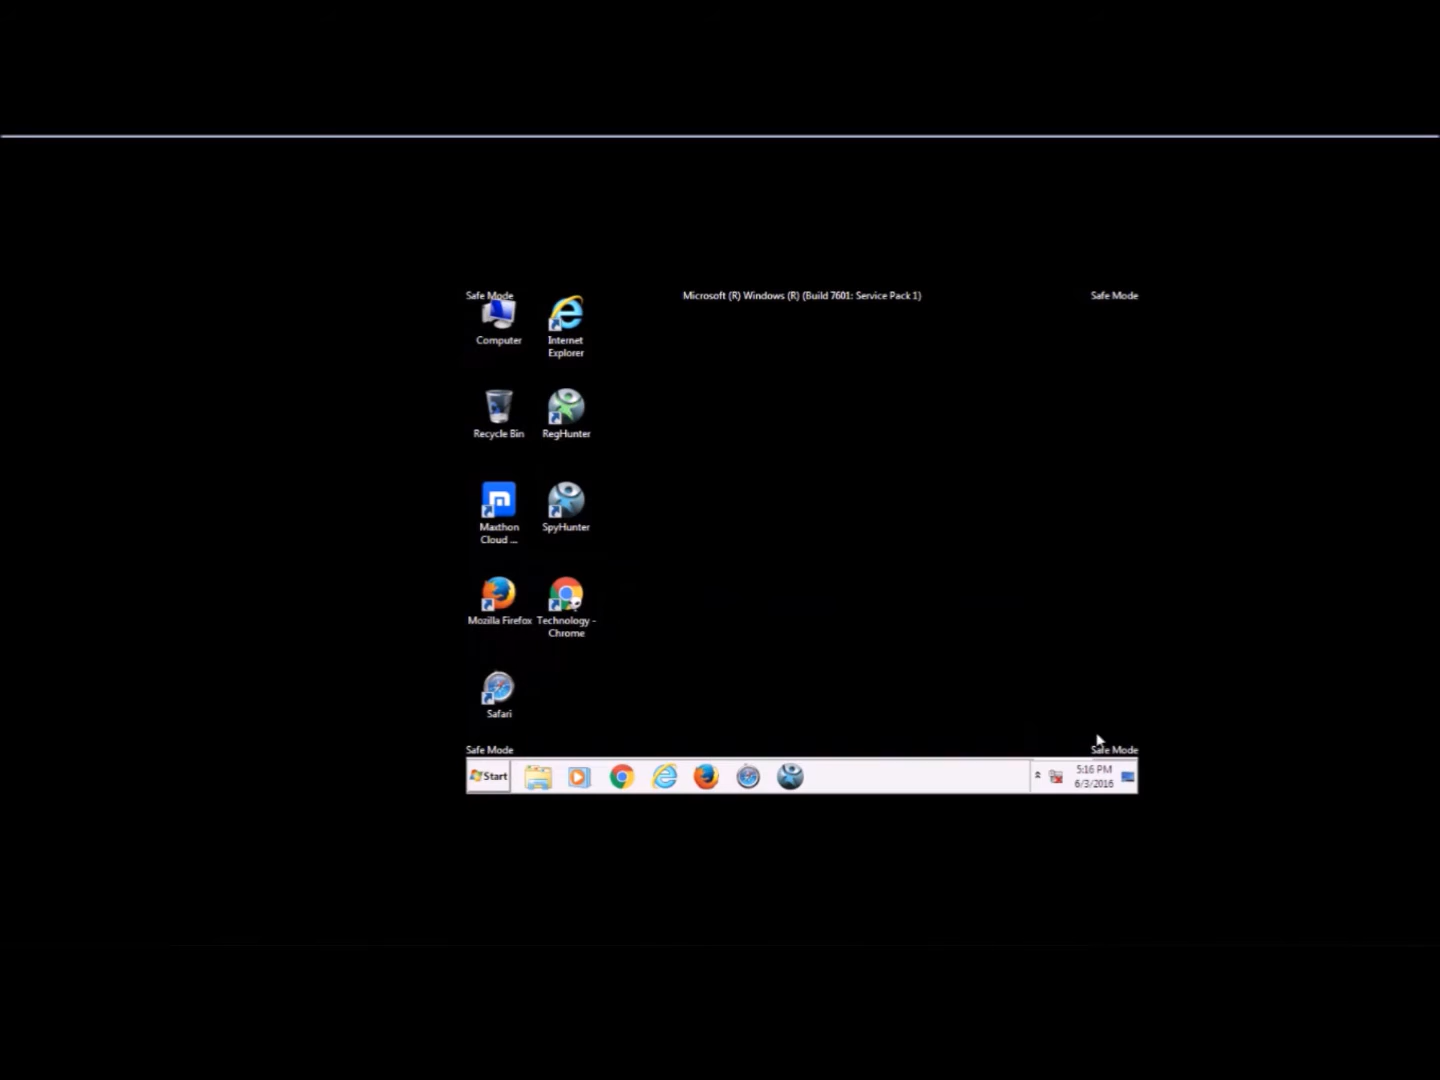 Safe Mode
Microsoft (R) Windows (R) (Build 7601: Service Pack 1)
Safe Mode
Computer
Internet
Explorer
Recycle Bin
RegHunter
Maxthon
Cloud ...
SpyHunter
Mozilla Firefox
Technology -
Chrome
Safari
Safe Mode
Safe Mode
Start
5:16 PM
6/3/2016